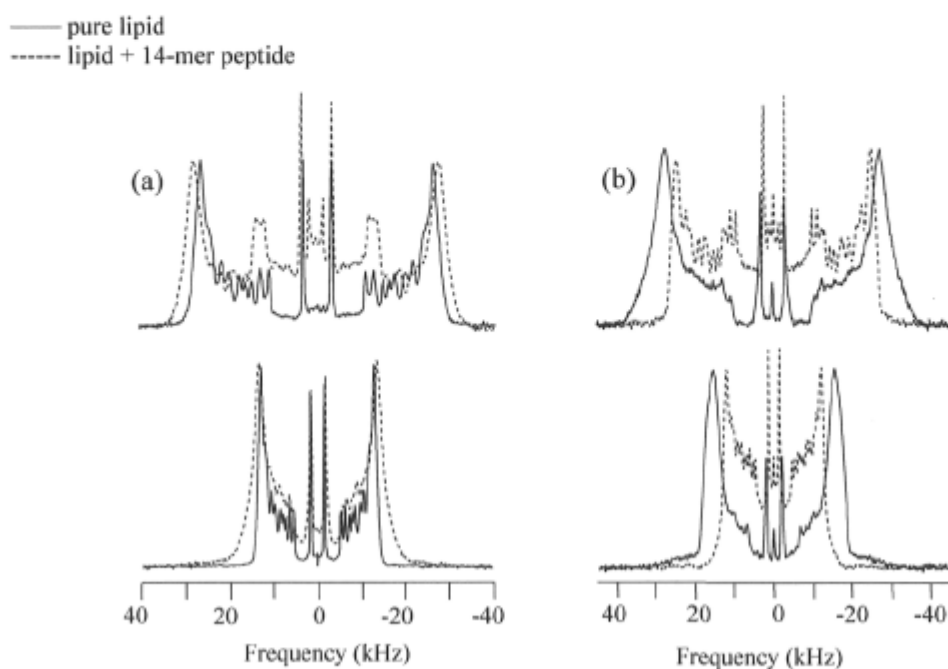 pure lipid
lipid + 14-mer peptide
(a)
(b)
40 20 0 -20 -40
40 20 0 -20 -40
Frequency (kHz)
Frequency (kHz)